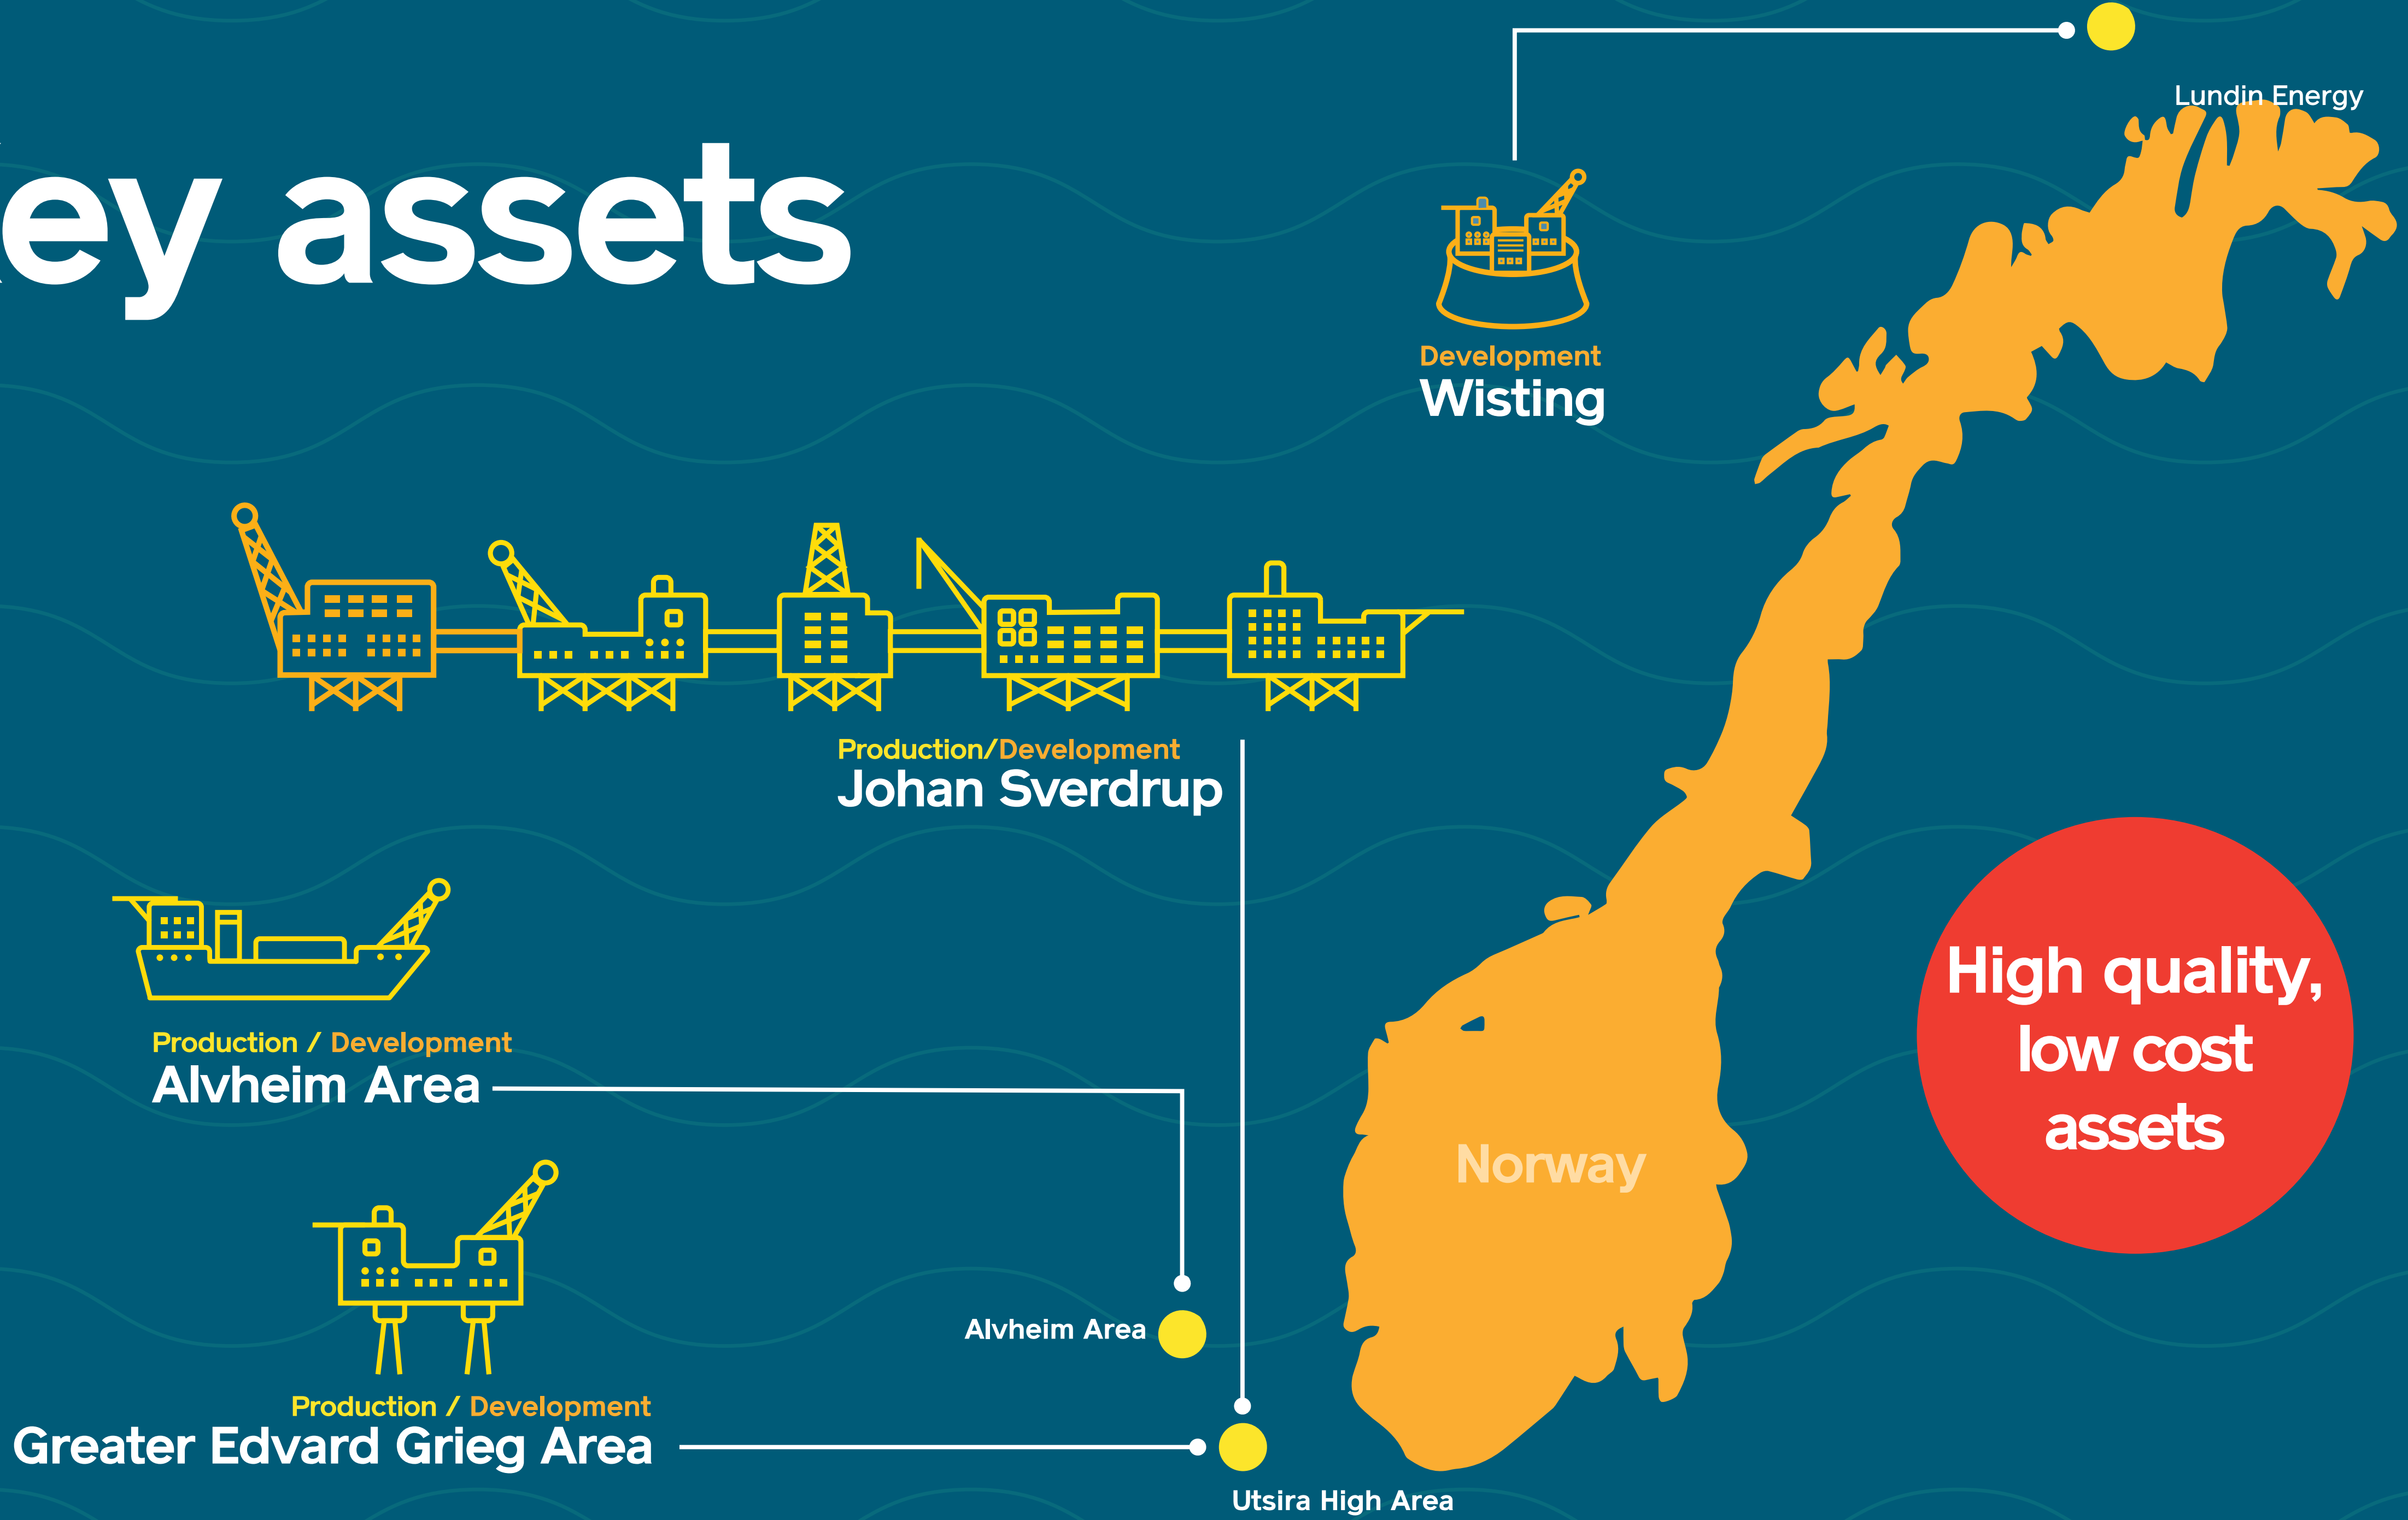 Lundin Energy
ey assets
Development
Wisting
Production/Development
Johan Sverdrup
High quality,
low cost
assets
Production / Development
Alvheim Area
Norway
Alvheim Area
Production / Development
Greater Edvard Grieg Area
Utsira High Area